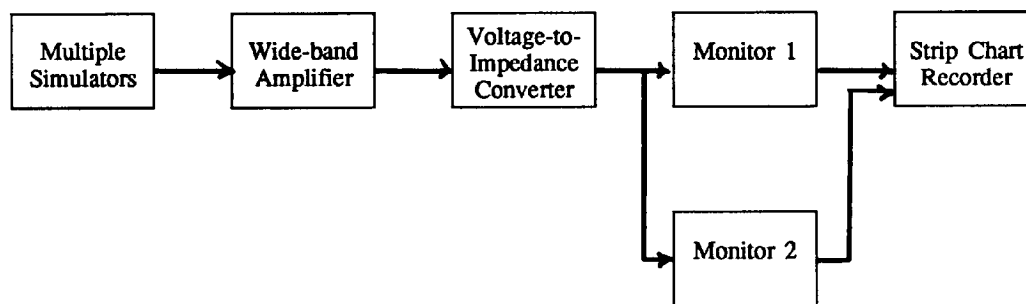 Multiple
Simulators
Wide-band
Amplifier
Voltage-to-
Impedance
Converter
Monitor 1
Strip Chart
Recorder
Monitor 2